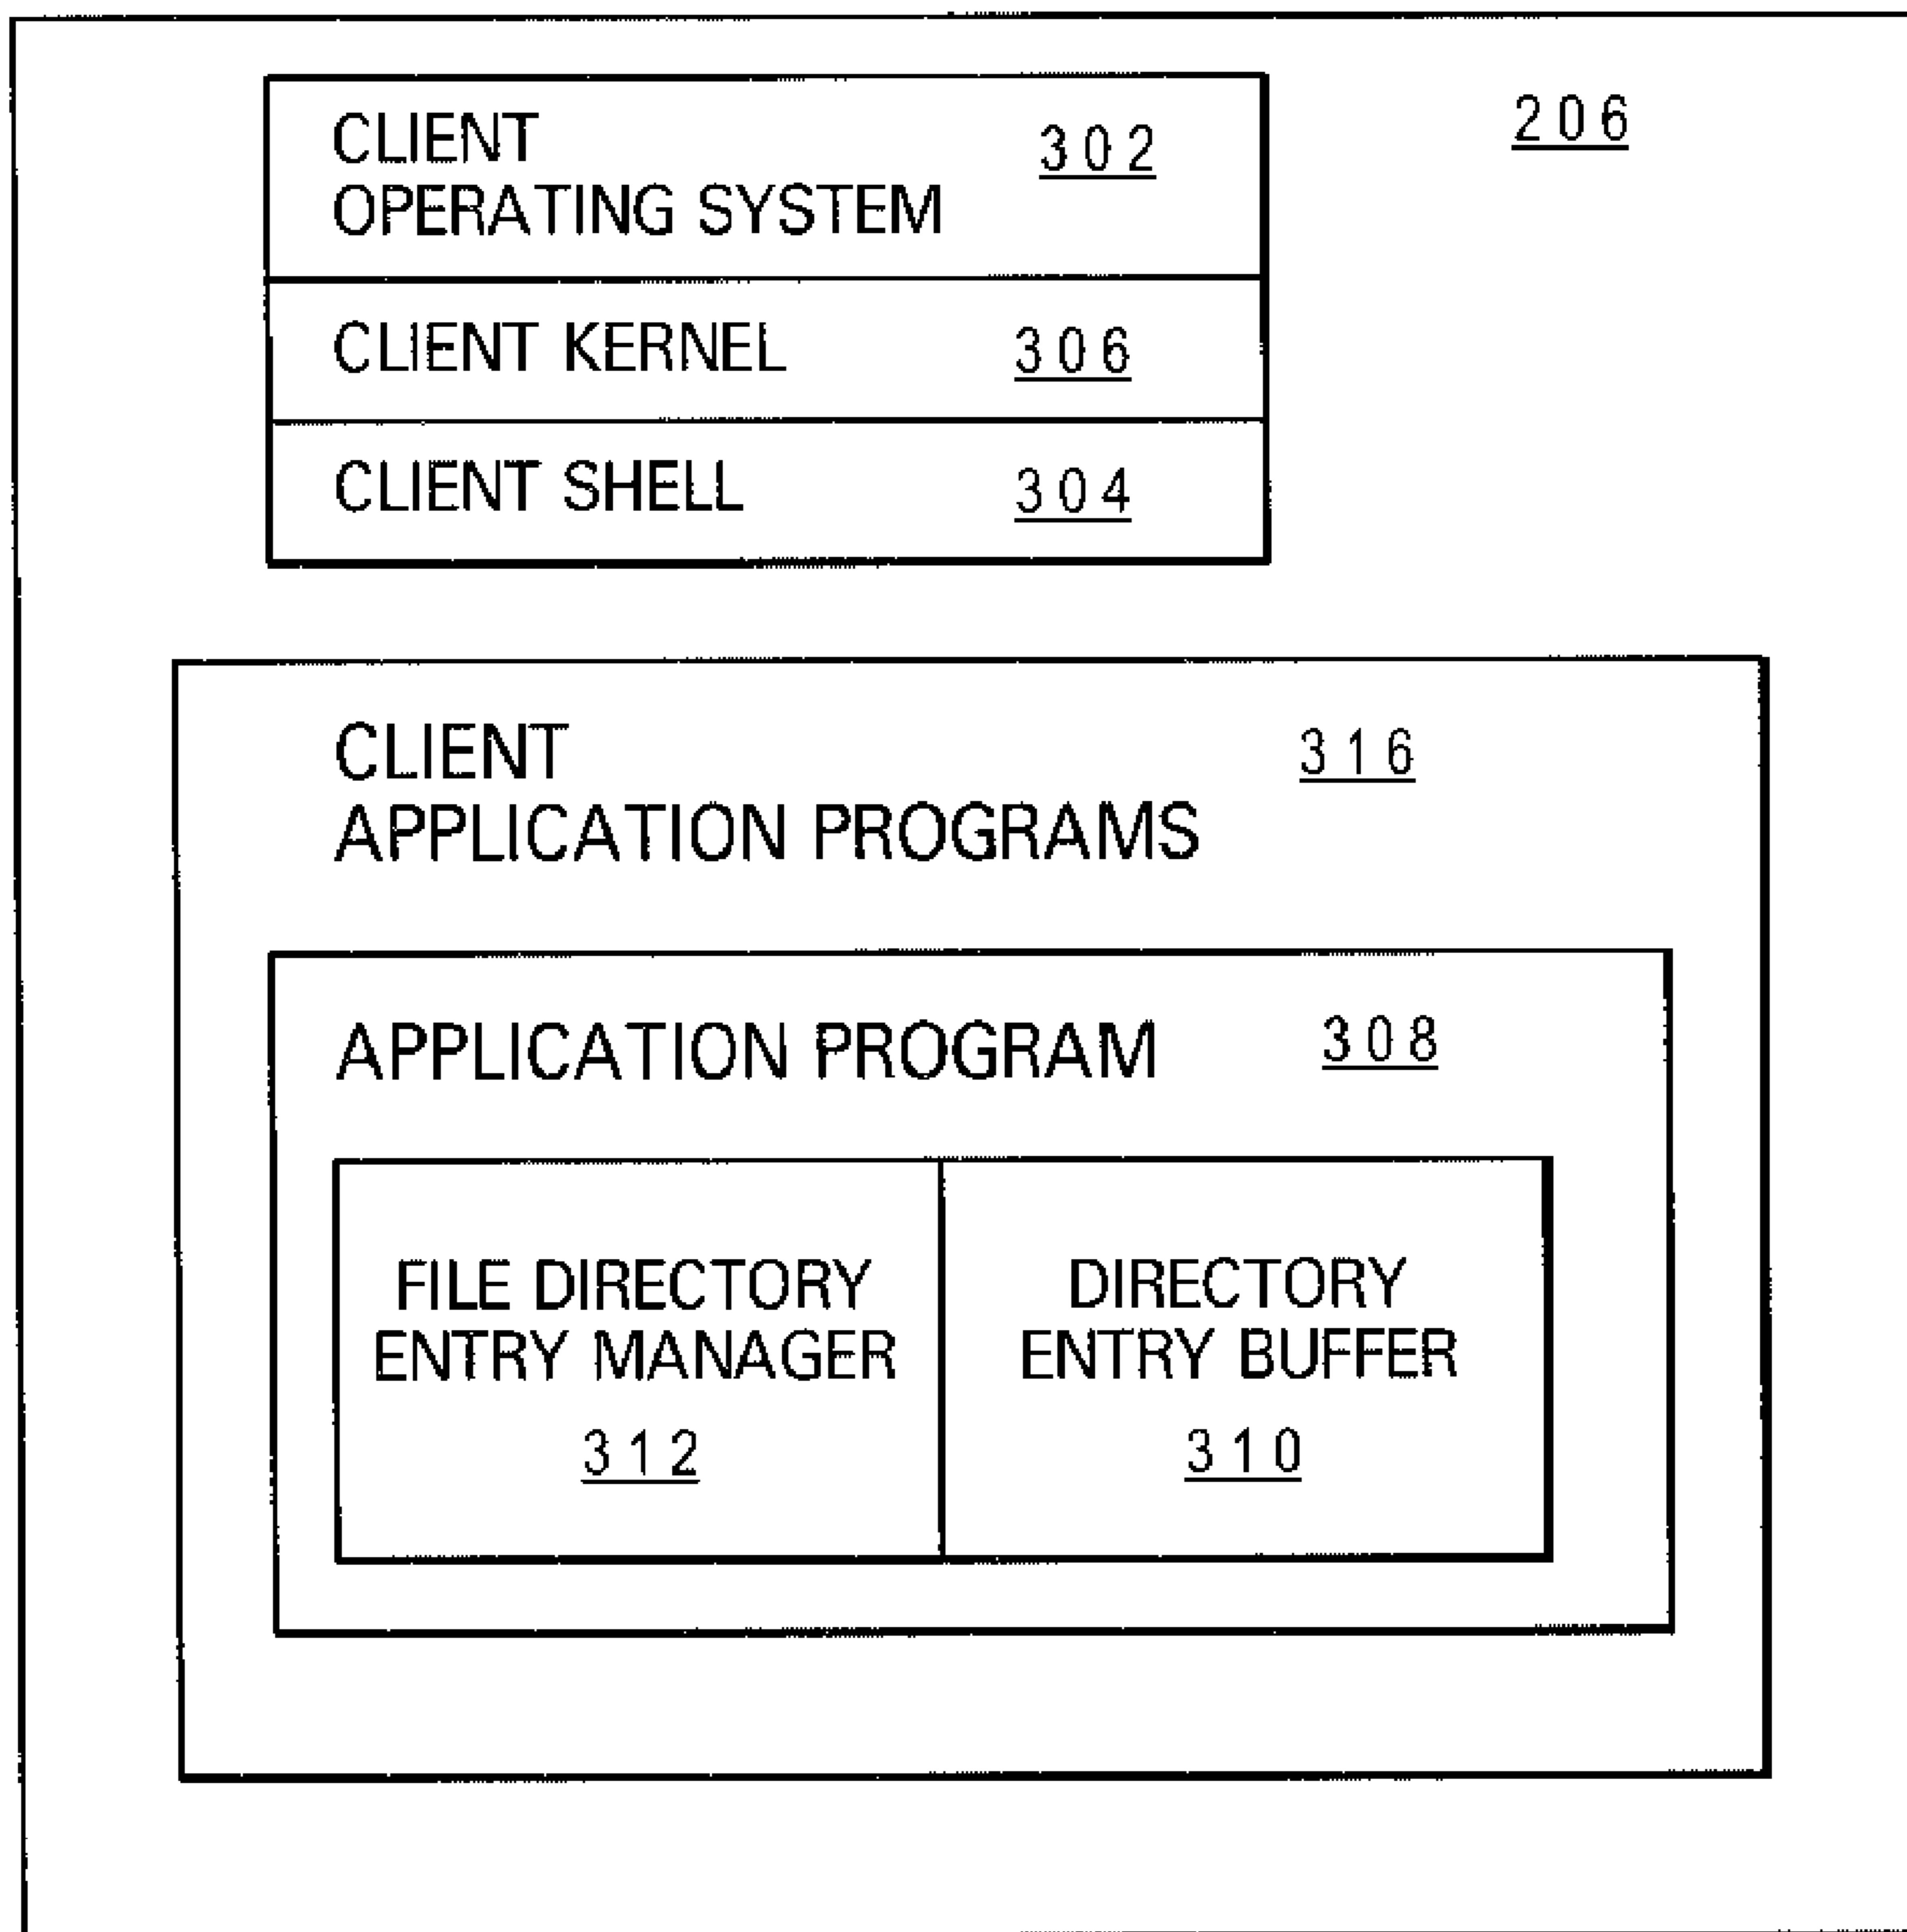 206
CLIENT 302
OPERATING SYSTEM
CLIENT KERNEL 306
CLIENT SHELL 304
CLIENT 316
APPLICATION PROGRAMS
APPLICATION PROGRAM 308
FILE DIRECTORY
ENTRY MANAGER
312
DIRECTORY
ENTRY BUFFER
310